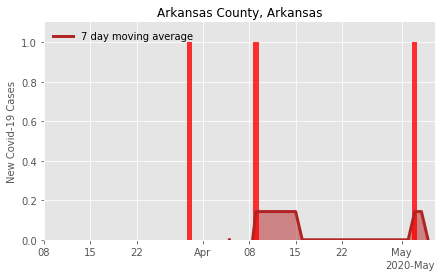 Arkansas County, Arkansas
7 day moving average
New Covid-19 Cases
1.0
0.8
0.6
0.4
0.2
0.0
08 15 22 Apr 08 15 22 May
2020-May